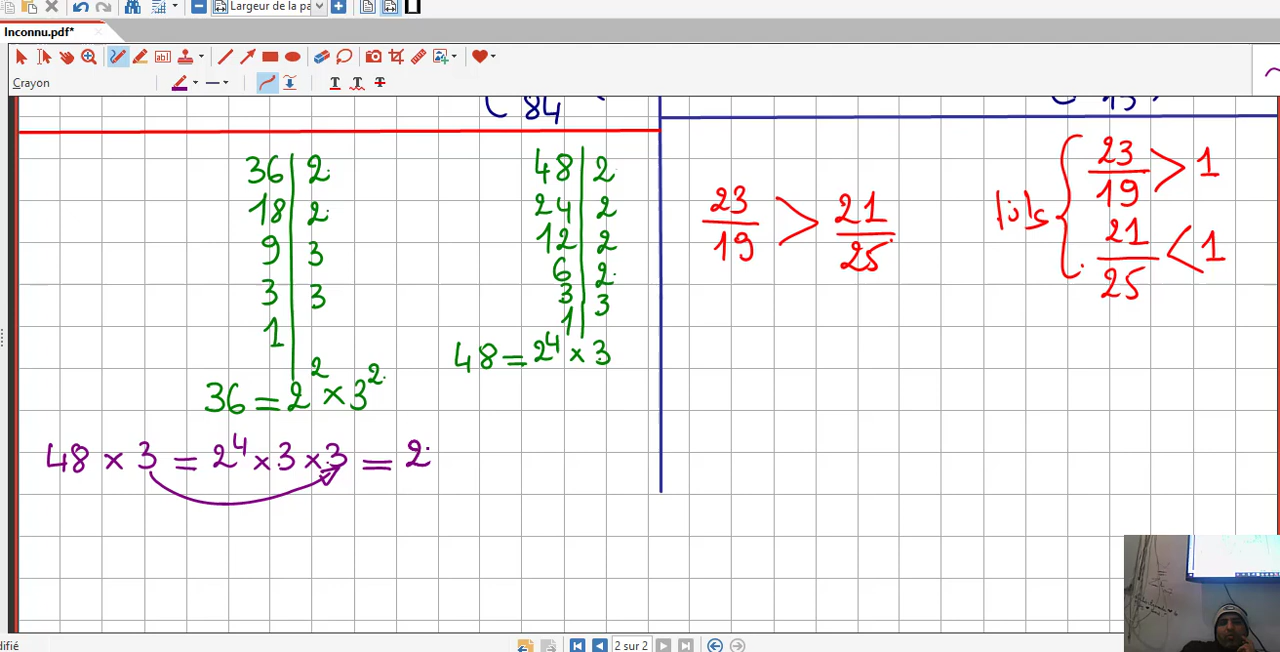 Largeur de la pa
Inconnu.pdf*
Crayon
84
36 | 2
18 | 2
9 | 3
3 | 3
1
36 = 2² × 3²
48 | 2
24 | 2
12 | 2
6 | 2
3 | 3
1
48 = 2⁴ × 3
48 × 3 = 2⁴ × 3 × 3 = 2
23/19 > 21/25
23/19 > 1
21/25 < 1
2 sur 2
difié